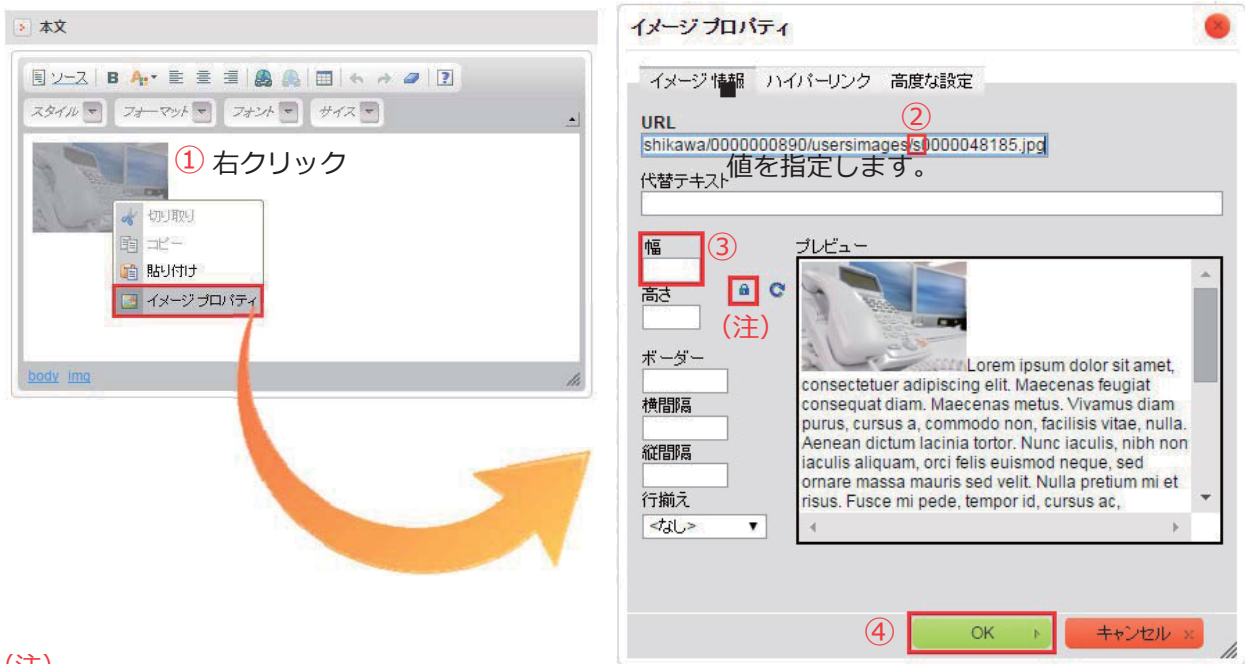 本文
ソース B A
スタイル フォーマット フォント サイズ
① 右クリック
切り取り
コピー
貼り付け
イメージ プロパティ
body img
イメージ プロパティ
イメージ情報 ハイパーリンク 高度な設定
②
URL
shikawa/0000000890/usersimages/s0000048185.jpg
値を指定します。
代替テキスト
幅 ③
高さ
(注)
ボーダー
横間隔
縦間隔
行揃え
<なし>
プレビュー
Lorem ipsum dolor sit amet,
consectetuer adipiscing elit. Maecenas feugiat
consequat diam. Maecenas metus. Vivamus diam
purus, cursus a, commodo non, facilisis vitae, nulla.
Aenean dictum lacinia tortor. Nunc iaculis, nibh non
iaculis aliquam, orci felis euismod neque, sed
ornare massa mauris sed velit. Nulla pretium mi et
risus. Fusce mi pede, tempor id, cursus ac,
④ OK キャンセル
(注)